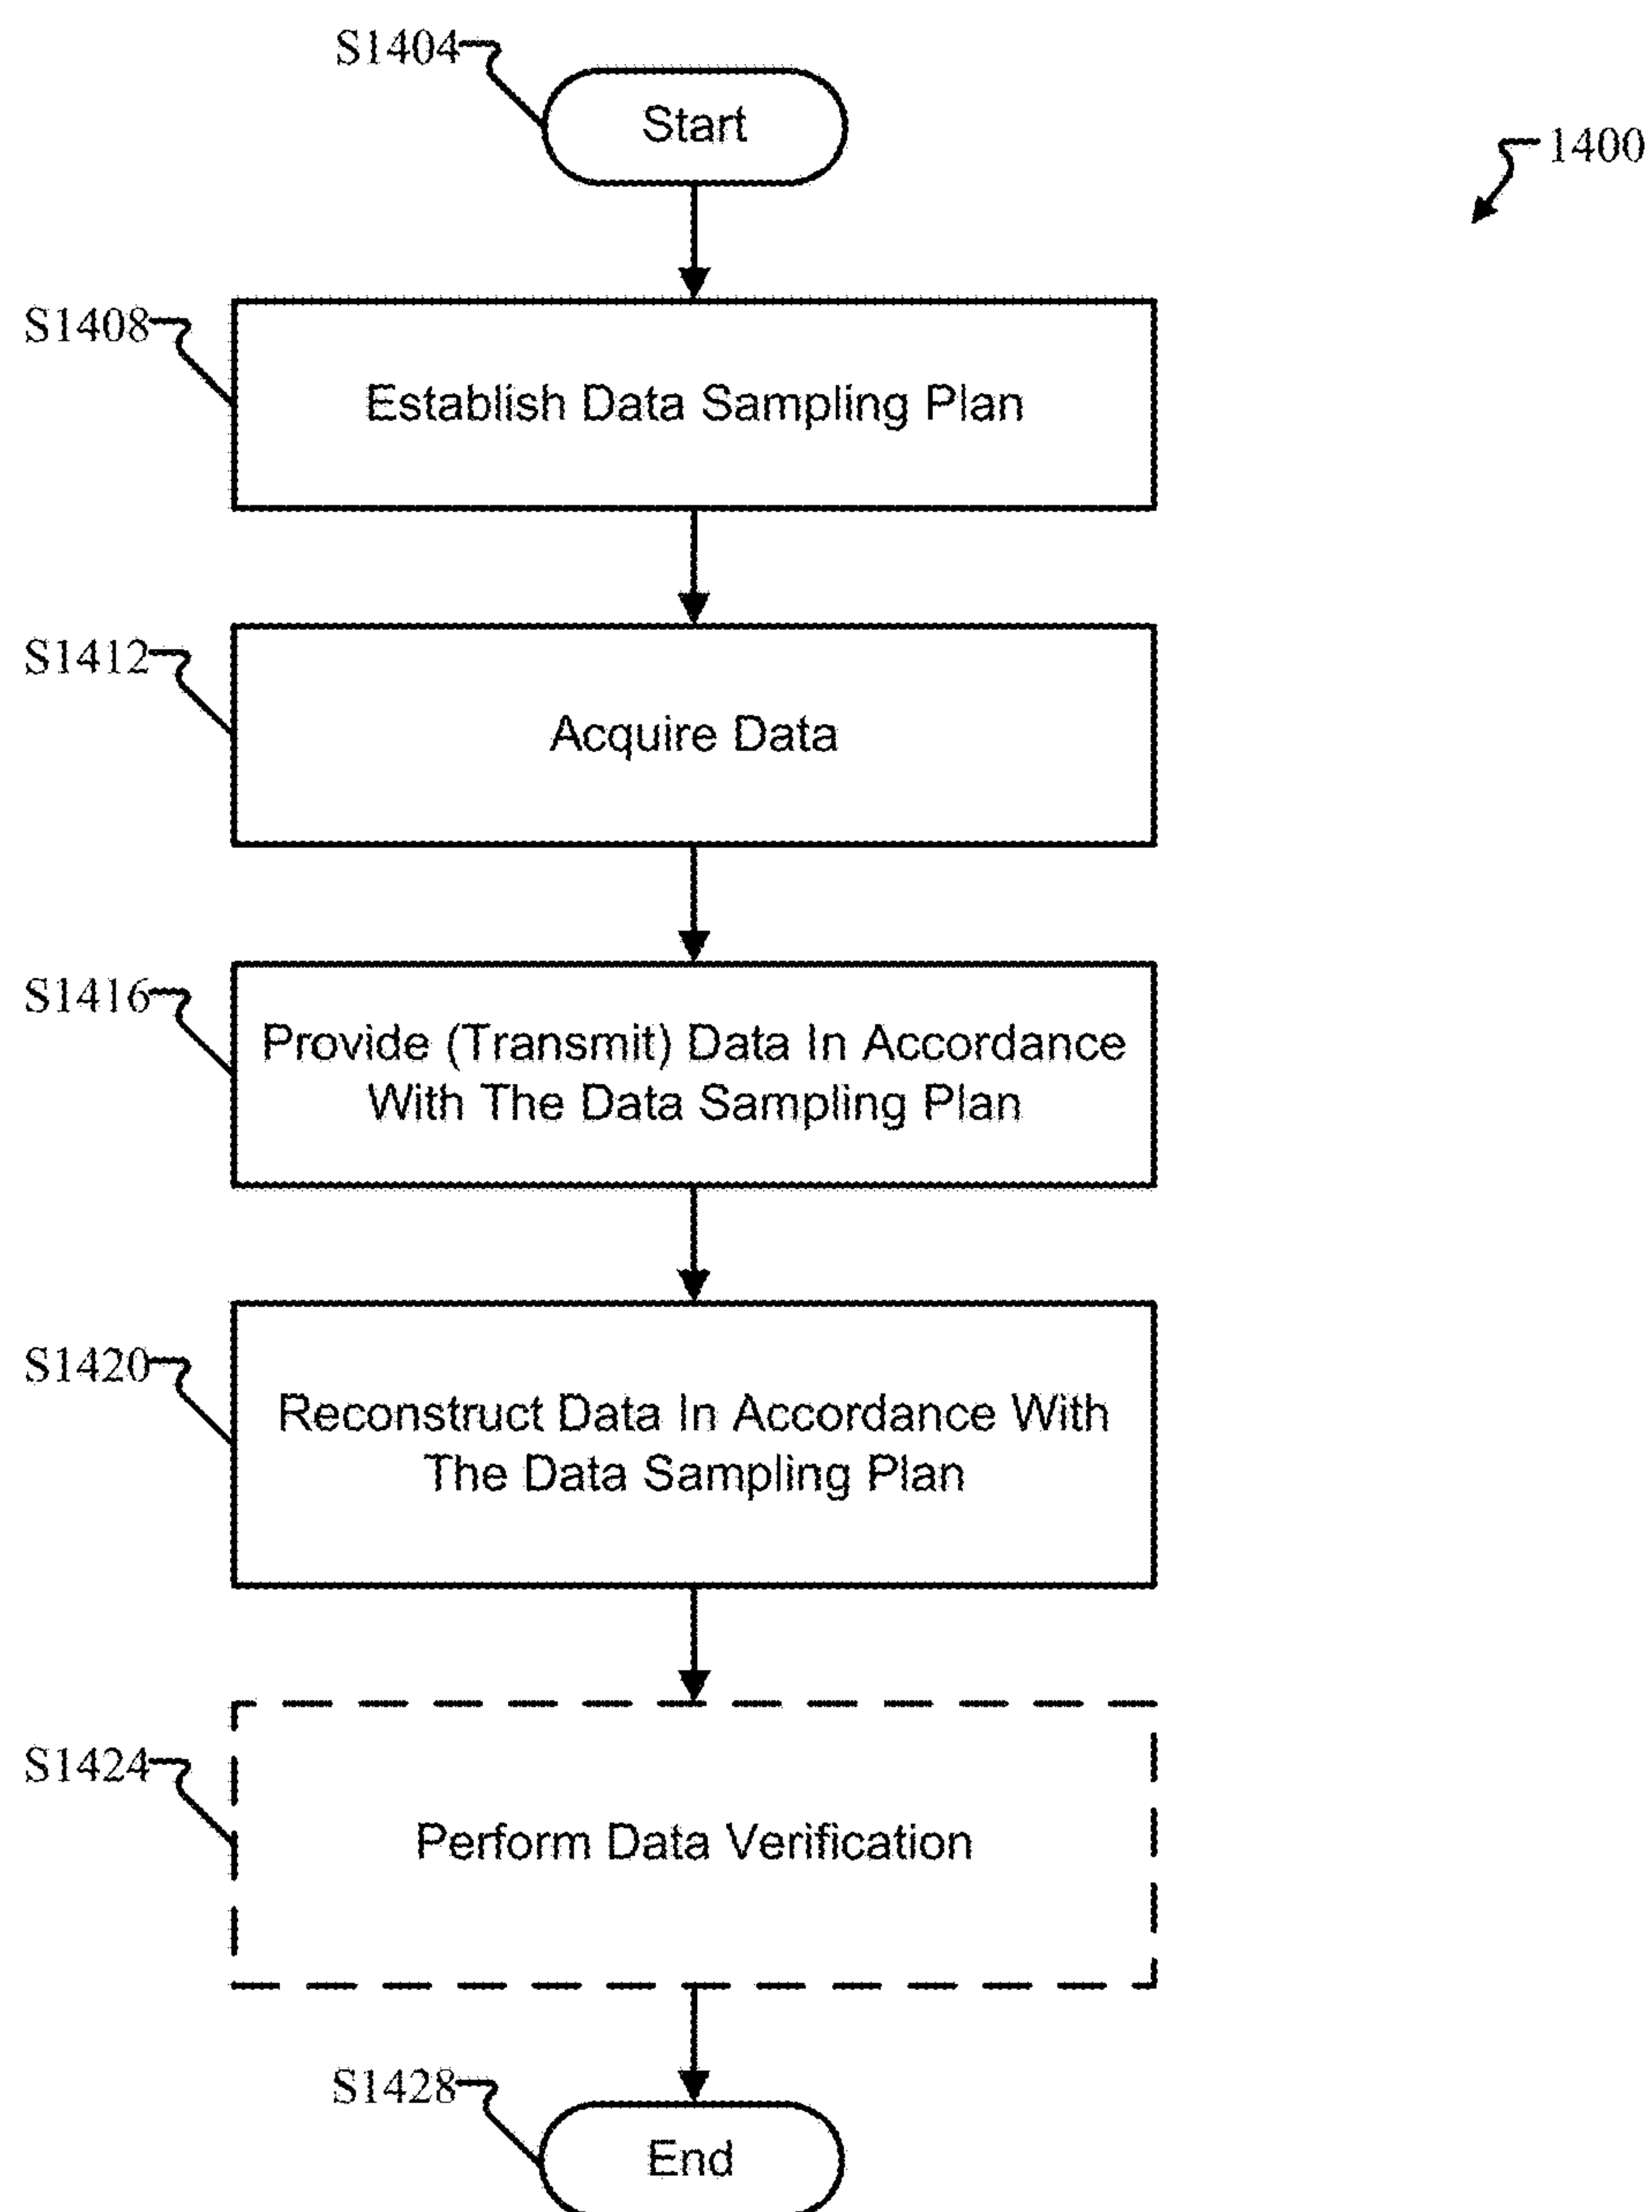 S1404
Start
1400
S1408
Establish Data Sampling Plan
S1412
Acquire Data
S1416
Provide (Transmit) Data In Accordance
With The Data Sampling Plan
S1420
Reconstruct Data In Accordance With
The Data Sampling Plan
S1424
Perform Data Verification
S1428
End